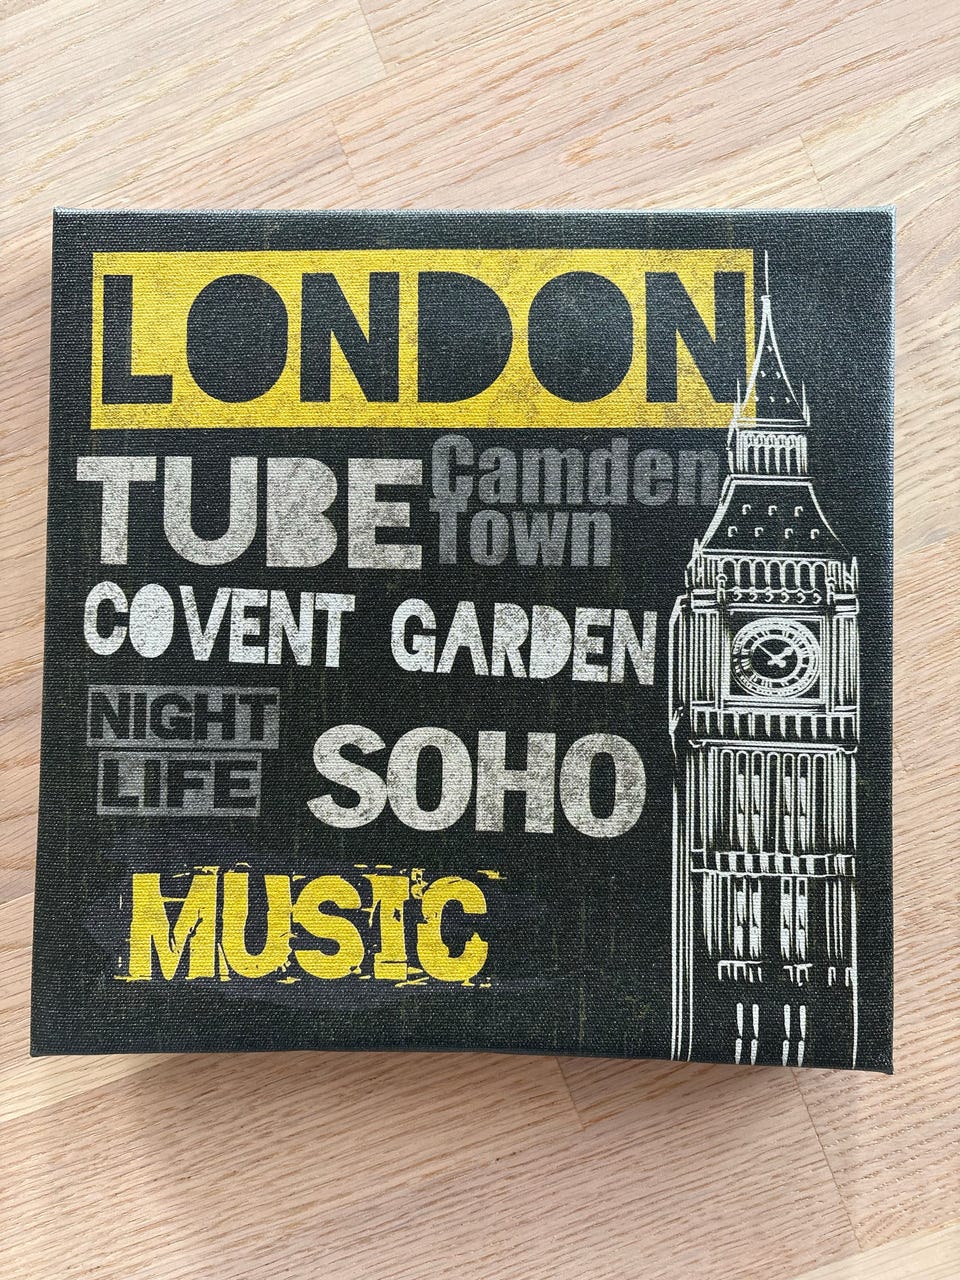 LONDON
TUBE
Camden
Town
COVENT GARDEN
NIGHT
LIFE
SOHO
MUSIC